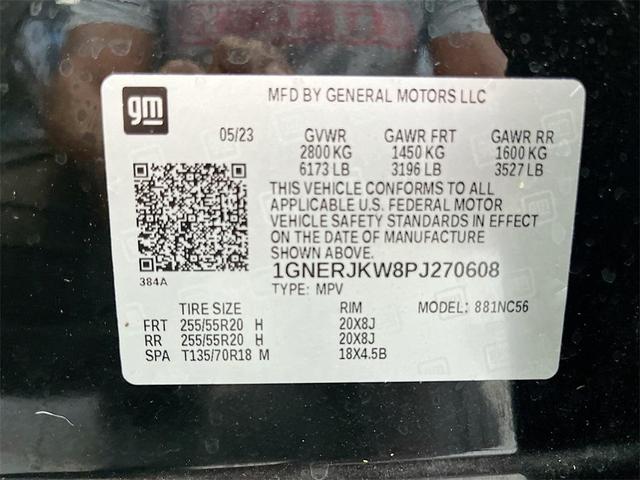 gm
MFD BY GENERAL MOTORS LLC
05/23 GVWR GAWR FRT GAWR RR
2800 KG 1450 KG 1600 KG
6173 LB 3196 LB 3527 LB
THIS VEHICLE CONFORMS TO ALL
APPLICABLE U.S. FEDERAL MOTOR
VEHICLE SAFETY STANDARDS IN EFFECT
ON THE DATE OF MANUFACTURE
SHOWN ABOVE.
384A
1GNERJKW8PJ270608
TYPE: MPV
TIRE SIZE RIM MODEL: 881NC56
FRT 255/55R20 H 20X8J
RR 255/55R20 H 20X8J
SPA T135/70R18 M 18X4.5B